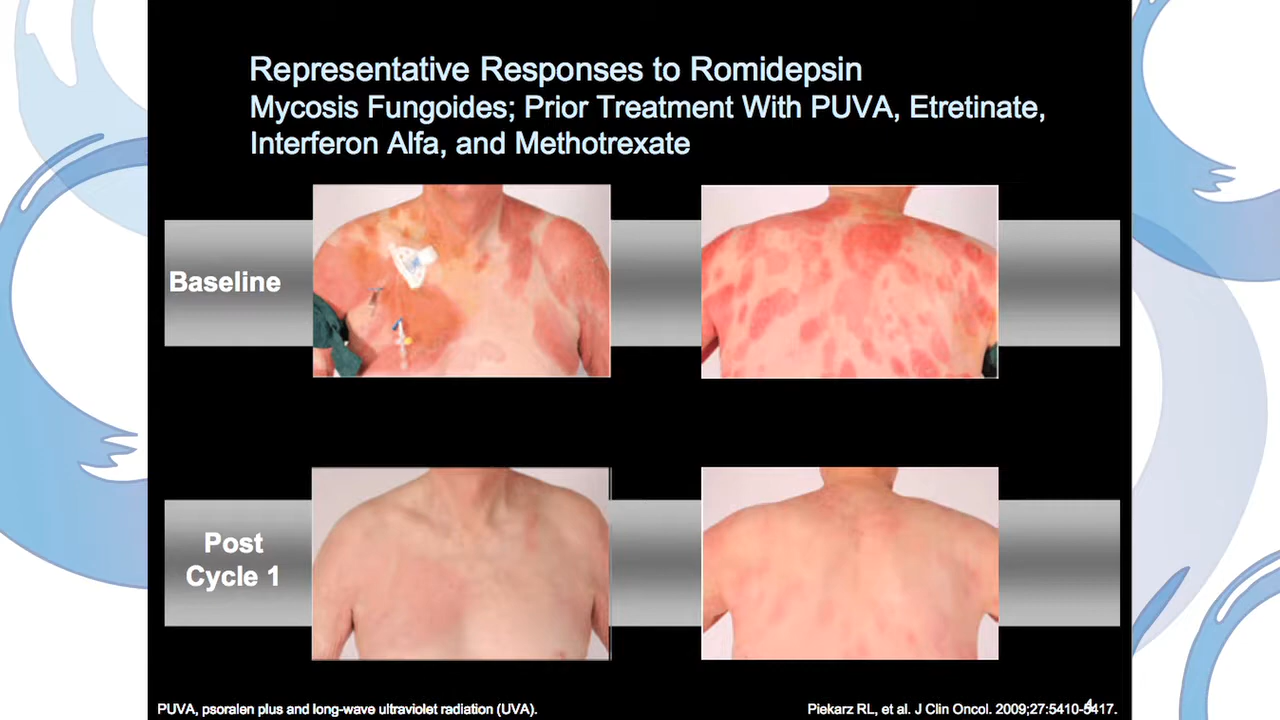 Representative Responses to Romidepsin
Mycosis Fungoides; Prior Treatment With PUVA, Etretinate,
Interferon Alfa, and Methotrexate
Baseline
Post
Cycle 1
PUVA, psoralen plus and long-wave ultraviolet radiation (UVA).
Piekarz RL, et al. J Clin Oncol. 2009;27:5410-5417.
4